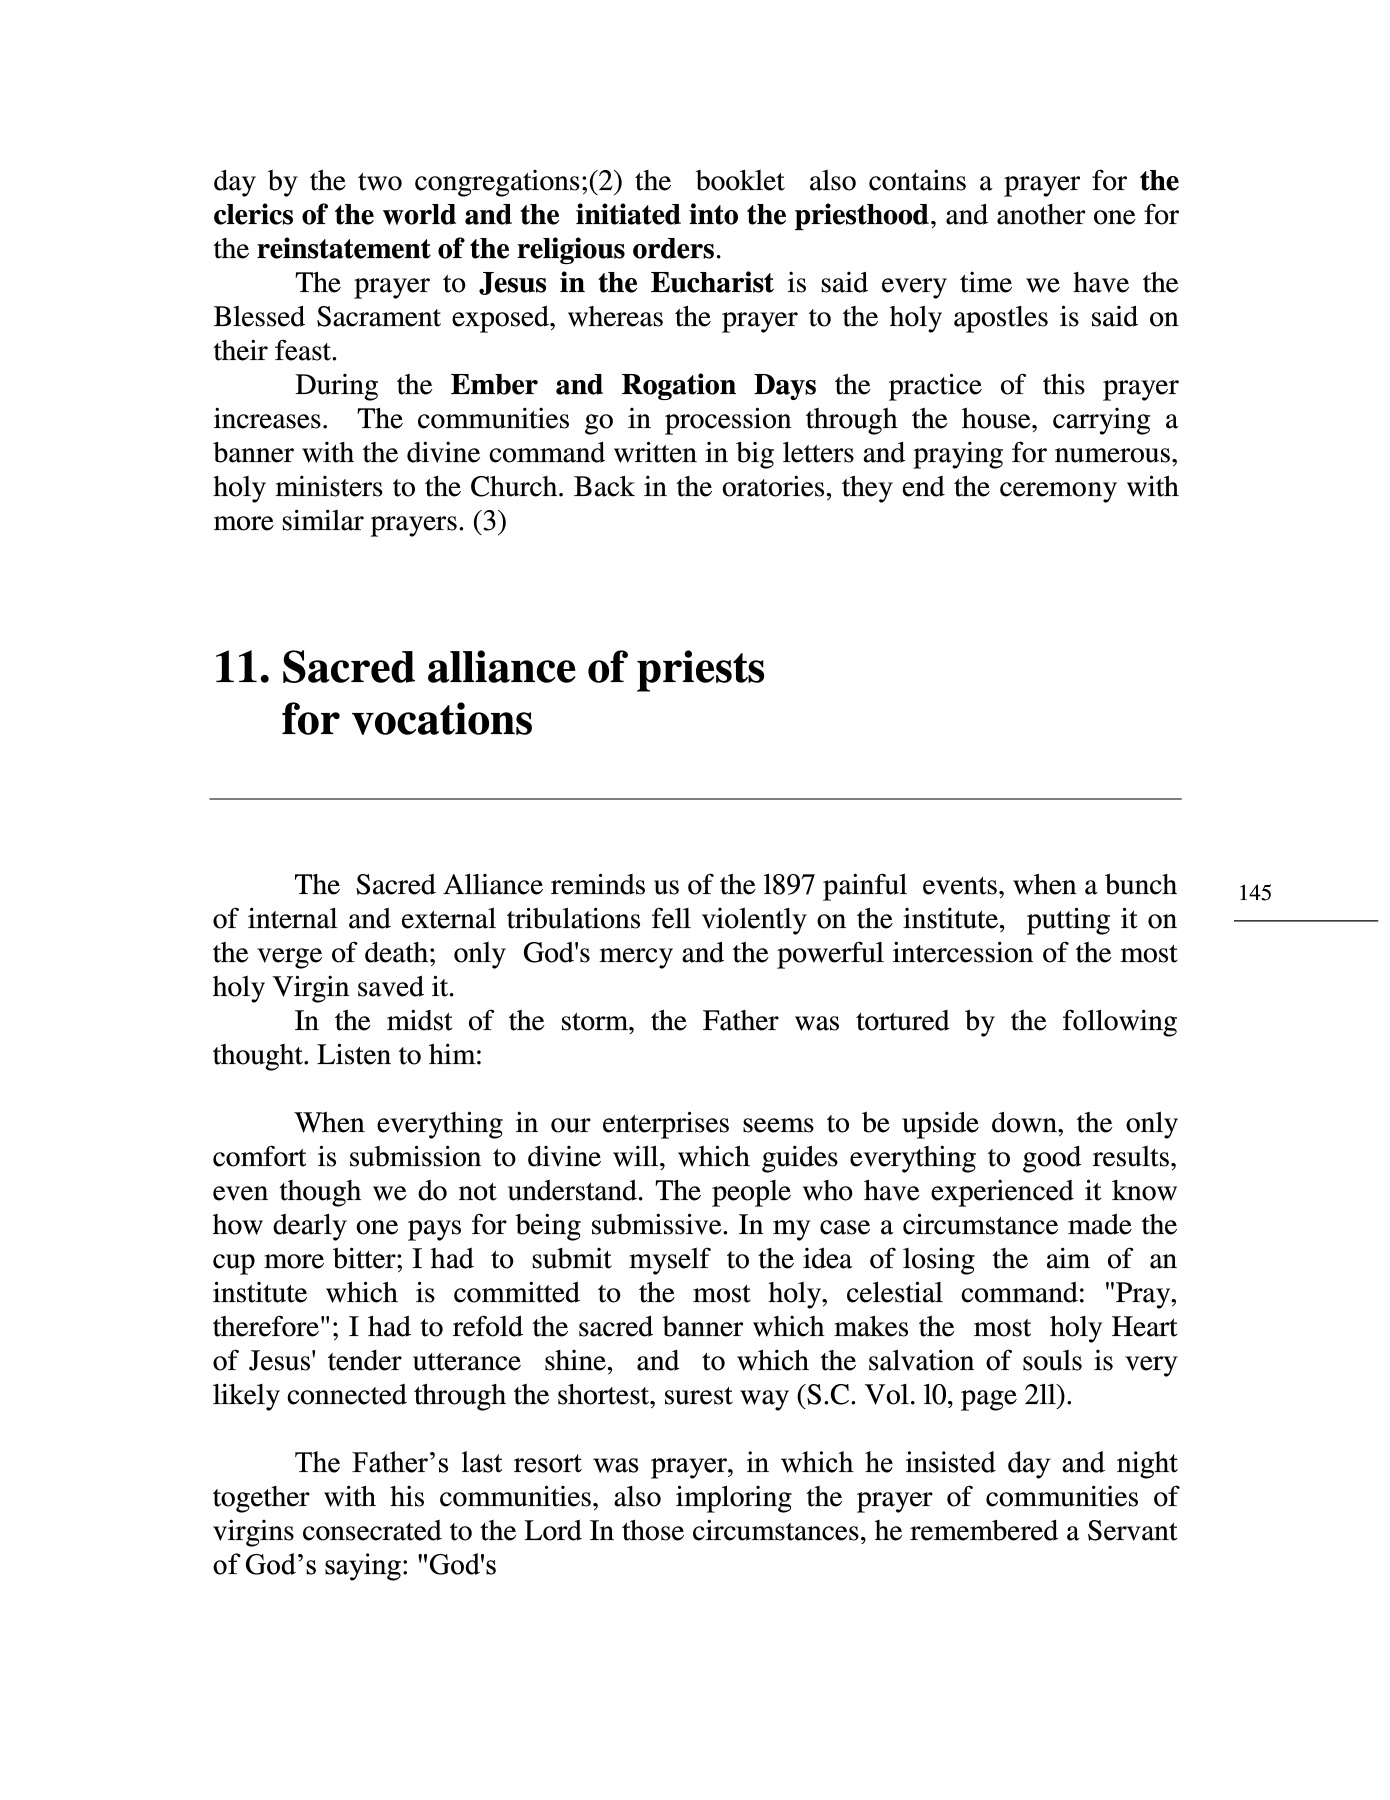 day by the two congregations;(2) the booklet also contains a prayer for the
clerics of the world and the initiated into the priesthood, and another one for
the reinstatement of the religious orders.
The prayer to Jesus in the Eucharist is said every time we have the
Blessed Sacrament exposed, whereas the prayer to the holy apostles is said on
their feast.
During the Ember and Rogation Days the practice of this prayer
increases. The communities go in procession through the house, carrying a
banner with the divine command written in big letters and praying for numerous,
holy ministers to the Church. Back in the oratories, they end the ceremony with
more similar prayers. (3)
11. Sacred alliance of priests
for vocations
The Sacred Alliance reminds us of the l897 painful events, when a bunch
of internal and external tribulations fell violently on the institute, putting it on
the verge of death; only God's mercy and the powerful intercession of the most
holy Virgin saved it.
In the midst of the storm, the Father was tortured by the following
thought. Listen to him:
When everything in our enterprises seems to be upside down, the only
comfort is submission to divine will, which guides everything to good results,
even though we do not understand. The people who have experienced it know
how dearly one pays for being submissive. In my case a circumstance made the
cup more bitter; I had to submit myself to the idea of losing the aim of an
institute which is committed to the most holy, celestial command: "Pray,
therefore"; I had to refold the sacred banner which makes the most holy Heart
of Jesus' tender utterance shine, and to which the salvation of souls is very
likely connected through the shortest, surest way (S.C. Vol. l0, page 2ll).
The Father’s last resort was prayer, in which he insisted day and night
together with his communities, also imploring the prayer of communities of
virgins consecrated to the Lord In those circumstances, he remembered a Servant
of God’s saying: "God's
145